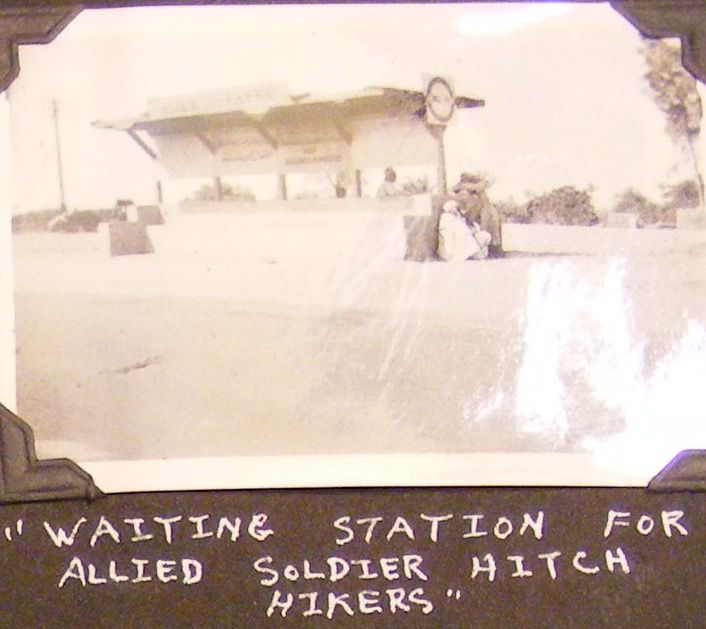 "WAITING STATION FOR
ALLIED SOLDIER HITCH
HIKERS"